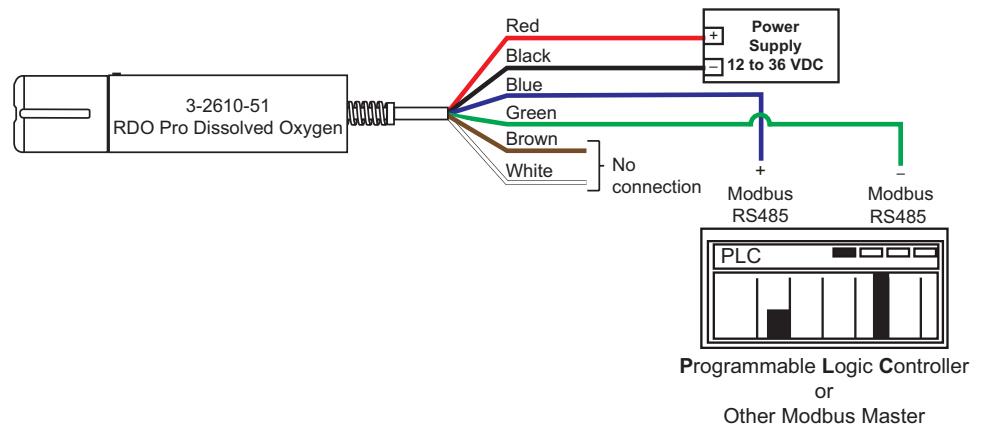 3-2610-51
RDO Pro Dissolved Oxygen
Red
Black
Blue
Green
Brown
White
No
connection
+
Power
Supply
–
12 to 36 VDC
+
Modbus
RS485
–
Modbus
RS485
PLC
Programmable Logic Controller
or
Other Modbus Master